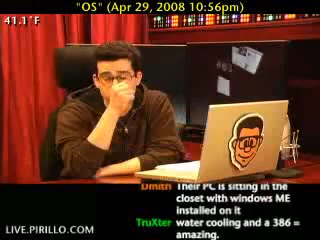 "OS" (Apr 29, 2008 10:56pm)
41.1°F
Dmith Their PC is sitting in the
closet with windows ME
installed on it
TruXter water cooling and a 386 =
amazing.
LIVE.PIRILLO.COM